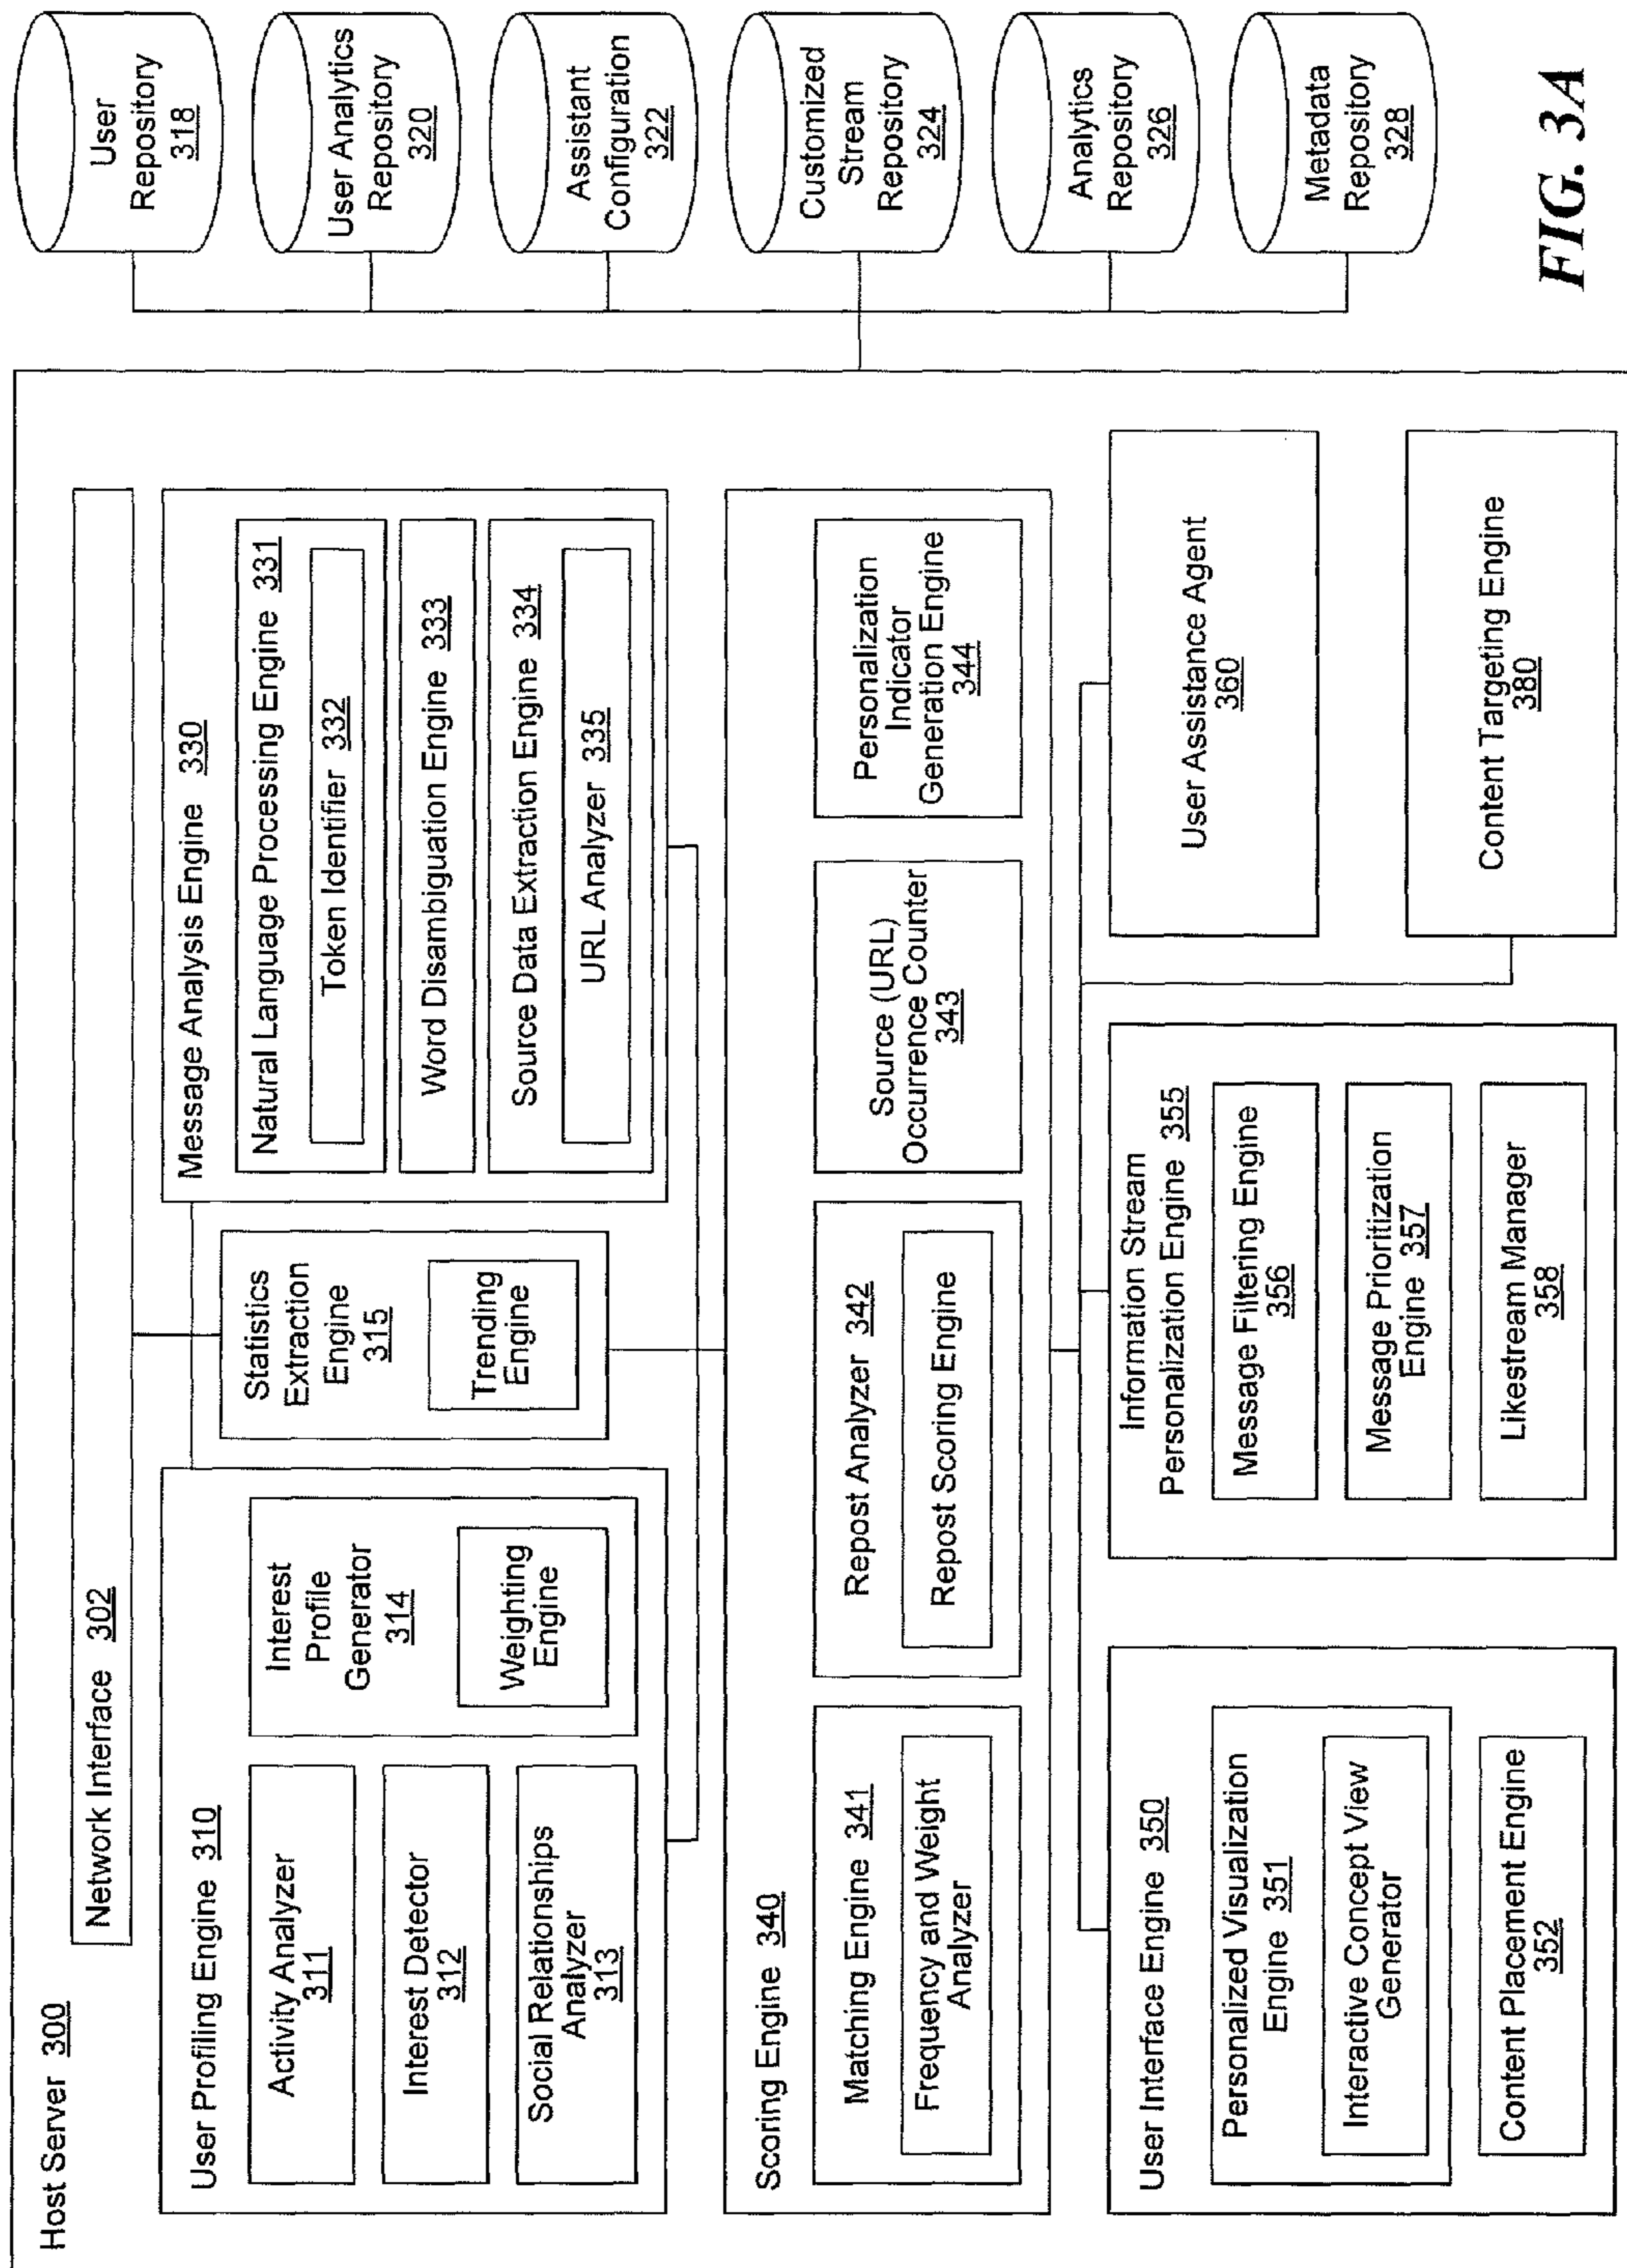 Host Server 300
Network Interface 302
User Profiling Engine 310
Activity Analyzer
311
Interest Detector
312
Social Relationships
Analyzer
313
Interest
Profile
Generator
314
Weighting
Engine
Statistics
Extraction
Engine
315
Trending
Engine
Message Analysis Engine 330
Natural Language Processing Engine 331
Token Identifier 332
Word Disambiguation Engine 333
Source Data Extraction Engine 334
URL Analyzer 335
Scoring Engine 340
Matching Engine 341
Frequency and Weight
Analyzer
Repost Analyzer 342
Repost Scoring Engine
Source (URL)
Occurrence Counter
343
Personalization
Indicator
Generation Engine
344
User Interface Engine 350
Personalized Visualization
Engine 351
Interactive Concept View
Generator
Content Placement Engine
352
Information Stream
Personalization Engine 355
Message Filtering Engine
356
Message Prioritization
Engine 357
Likestream Manager
358
User Assistance Agent
360
Content Targeting Engine
380
User
Repository
318
User Analytics
Repository
320
Assistant
Configuration
322
Customized
Stream
Repository
324
Analytics
Repository
326
Metadata
Repository
328
FIG. 3A